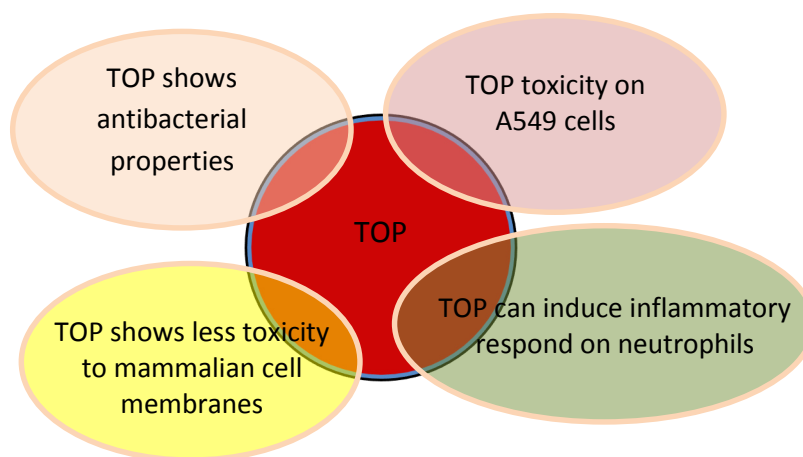 TOP shows
antibacterial
properties
TOP toxicity on
A549 cells
TOP
TOP shows less toxicity
to mammalian cell
membranes
TOP can induce inflammatory
respond on neutrophils